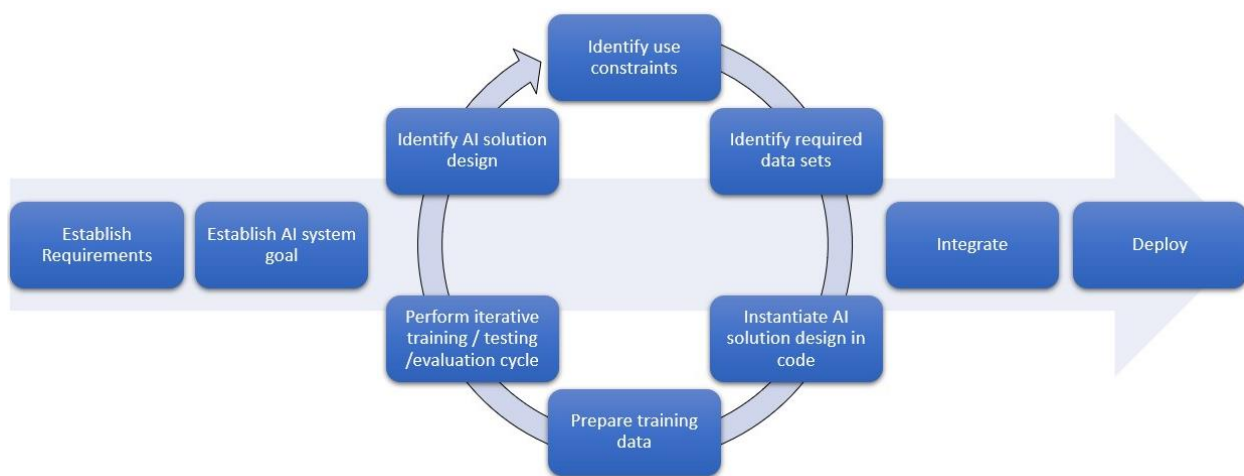 Establish
Requirements
Establish AI system
goal
Identify use
constraints
Identify required
data sets
Instantiate AI
solution design in
code
Prepare training
data
Perform iterative
training / testing
/evaluation cycle
Identify AI solution
design
Integrate
Deploy